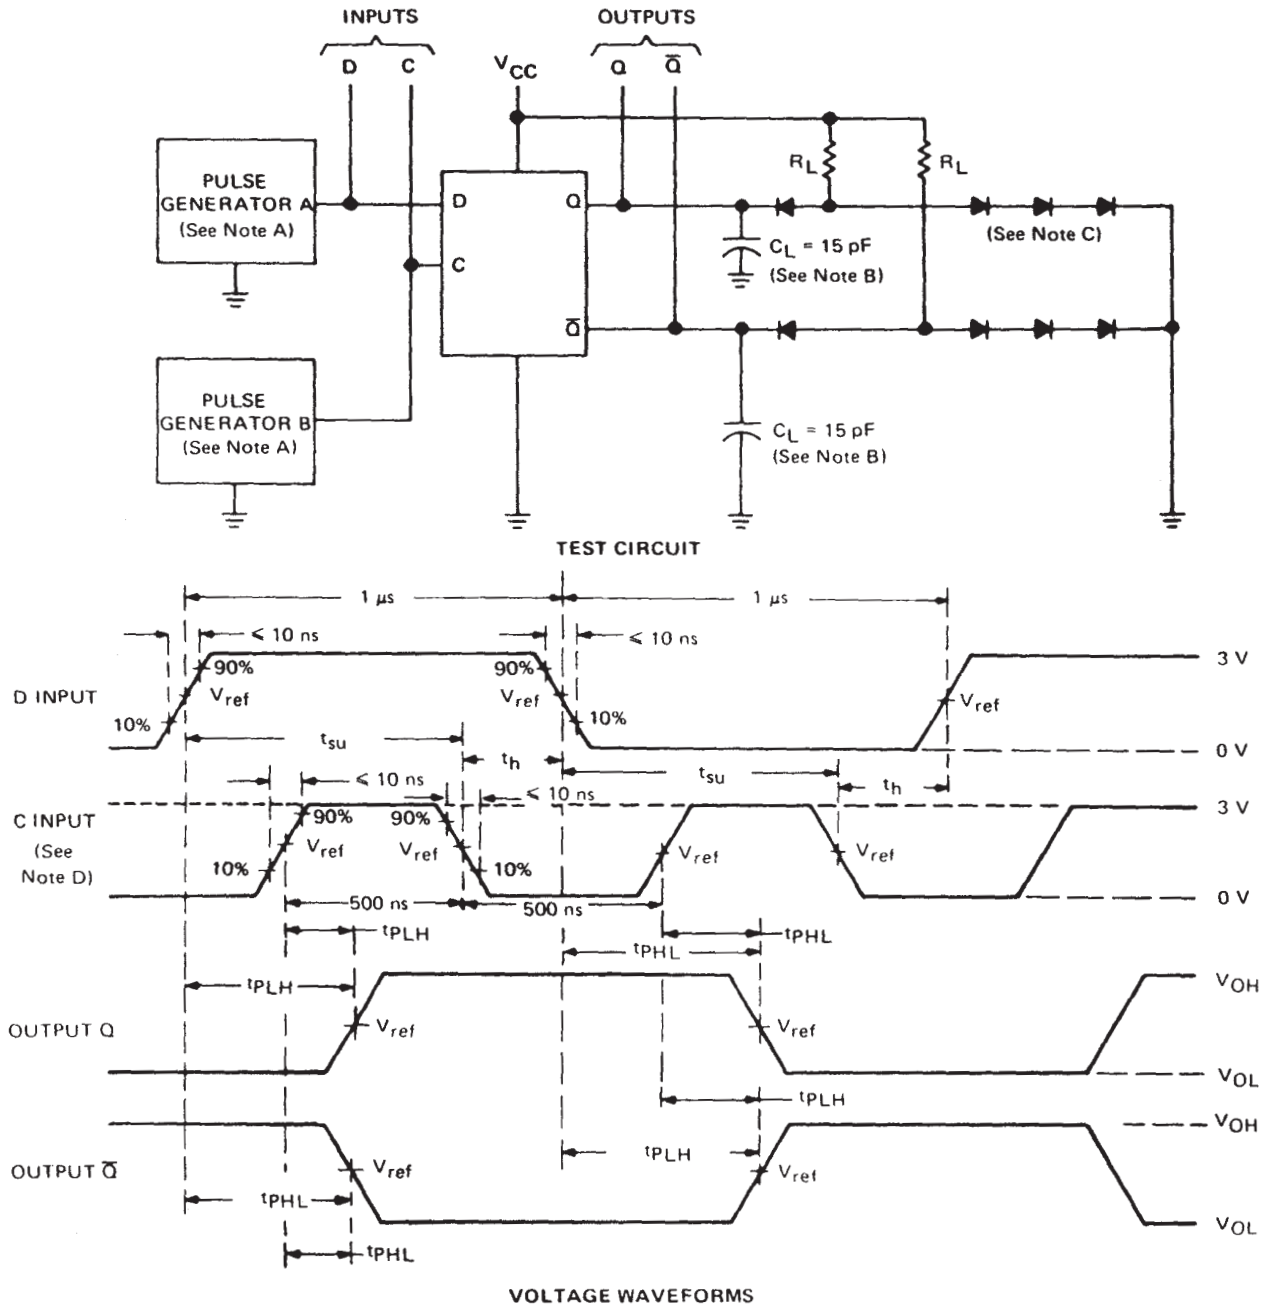 INPUTS OUTPUTS
D C VCC Q Q̅
PULSE
GENERATOR A
(See Note A)
D Q
C
Q̅
RL RL
(See Note C)
CL = 15 pF
(See Note B)
PULSE
GENERATOR B
(See Note A)
CL = 15 pF
(See Note B)
TEST CIRCUIT
1 μs 1 μs
≤ 10 ns ≤ 10 ns
90% 90% 3 V
D INPUT Vref Vref Vref
10% 10%
0 V
tsu th tsu th
≤ 10 ns ≤ 10 ns
3 V
C INPUT 90% 90%
(See
Note D)
Vref Vref Vref Vref
10% 10%
0 V
500 ns 500 ns
tPLH tPHL
tPHL
tPLH VOH
OUTPUT Q Vref Vref
VOL
tPLH
VOH
tPLH
OUTPUT Q̅ Vref Vref
tPHL
VOL
tPHL
VOLTAGE WAVEFORMS